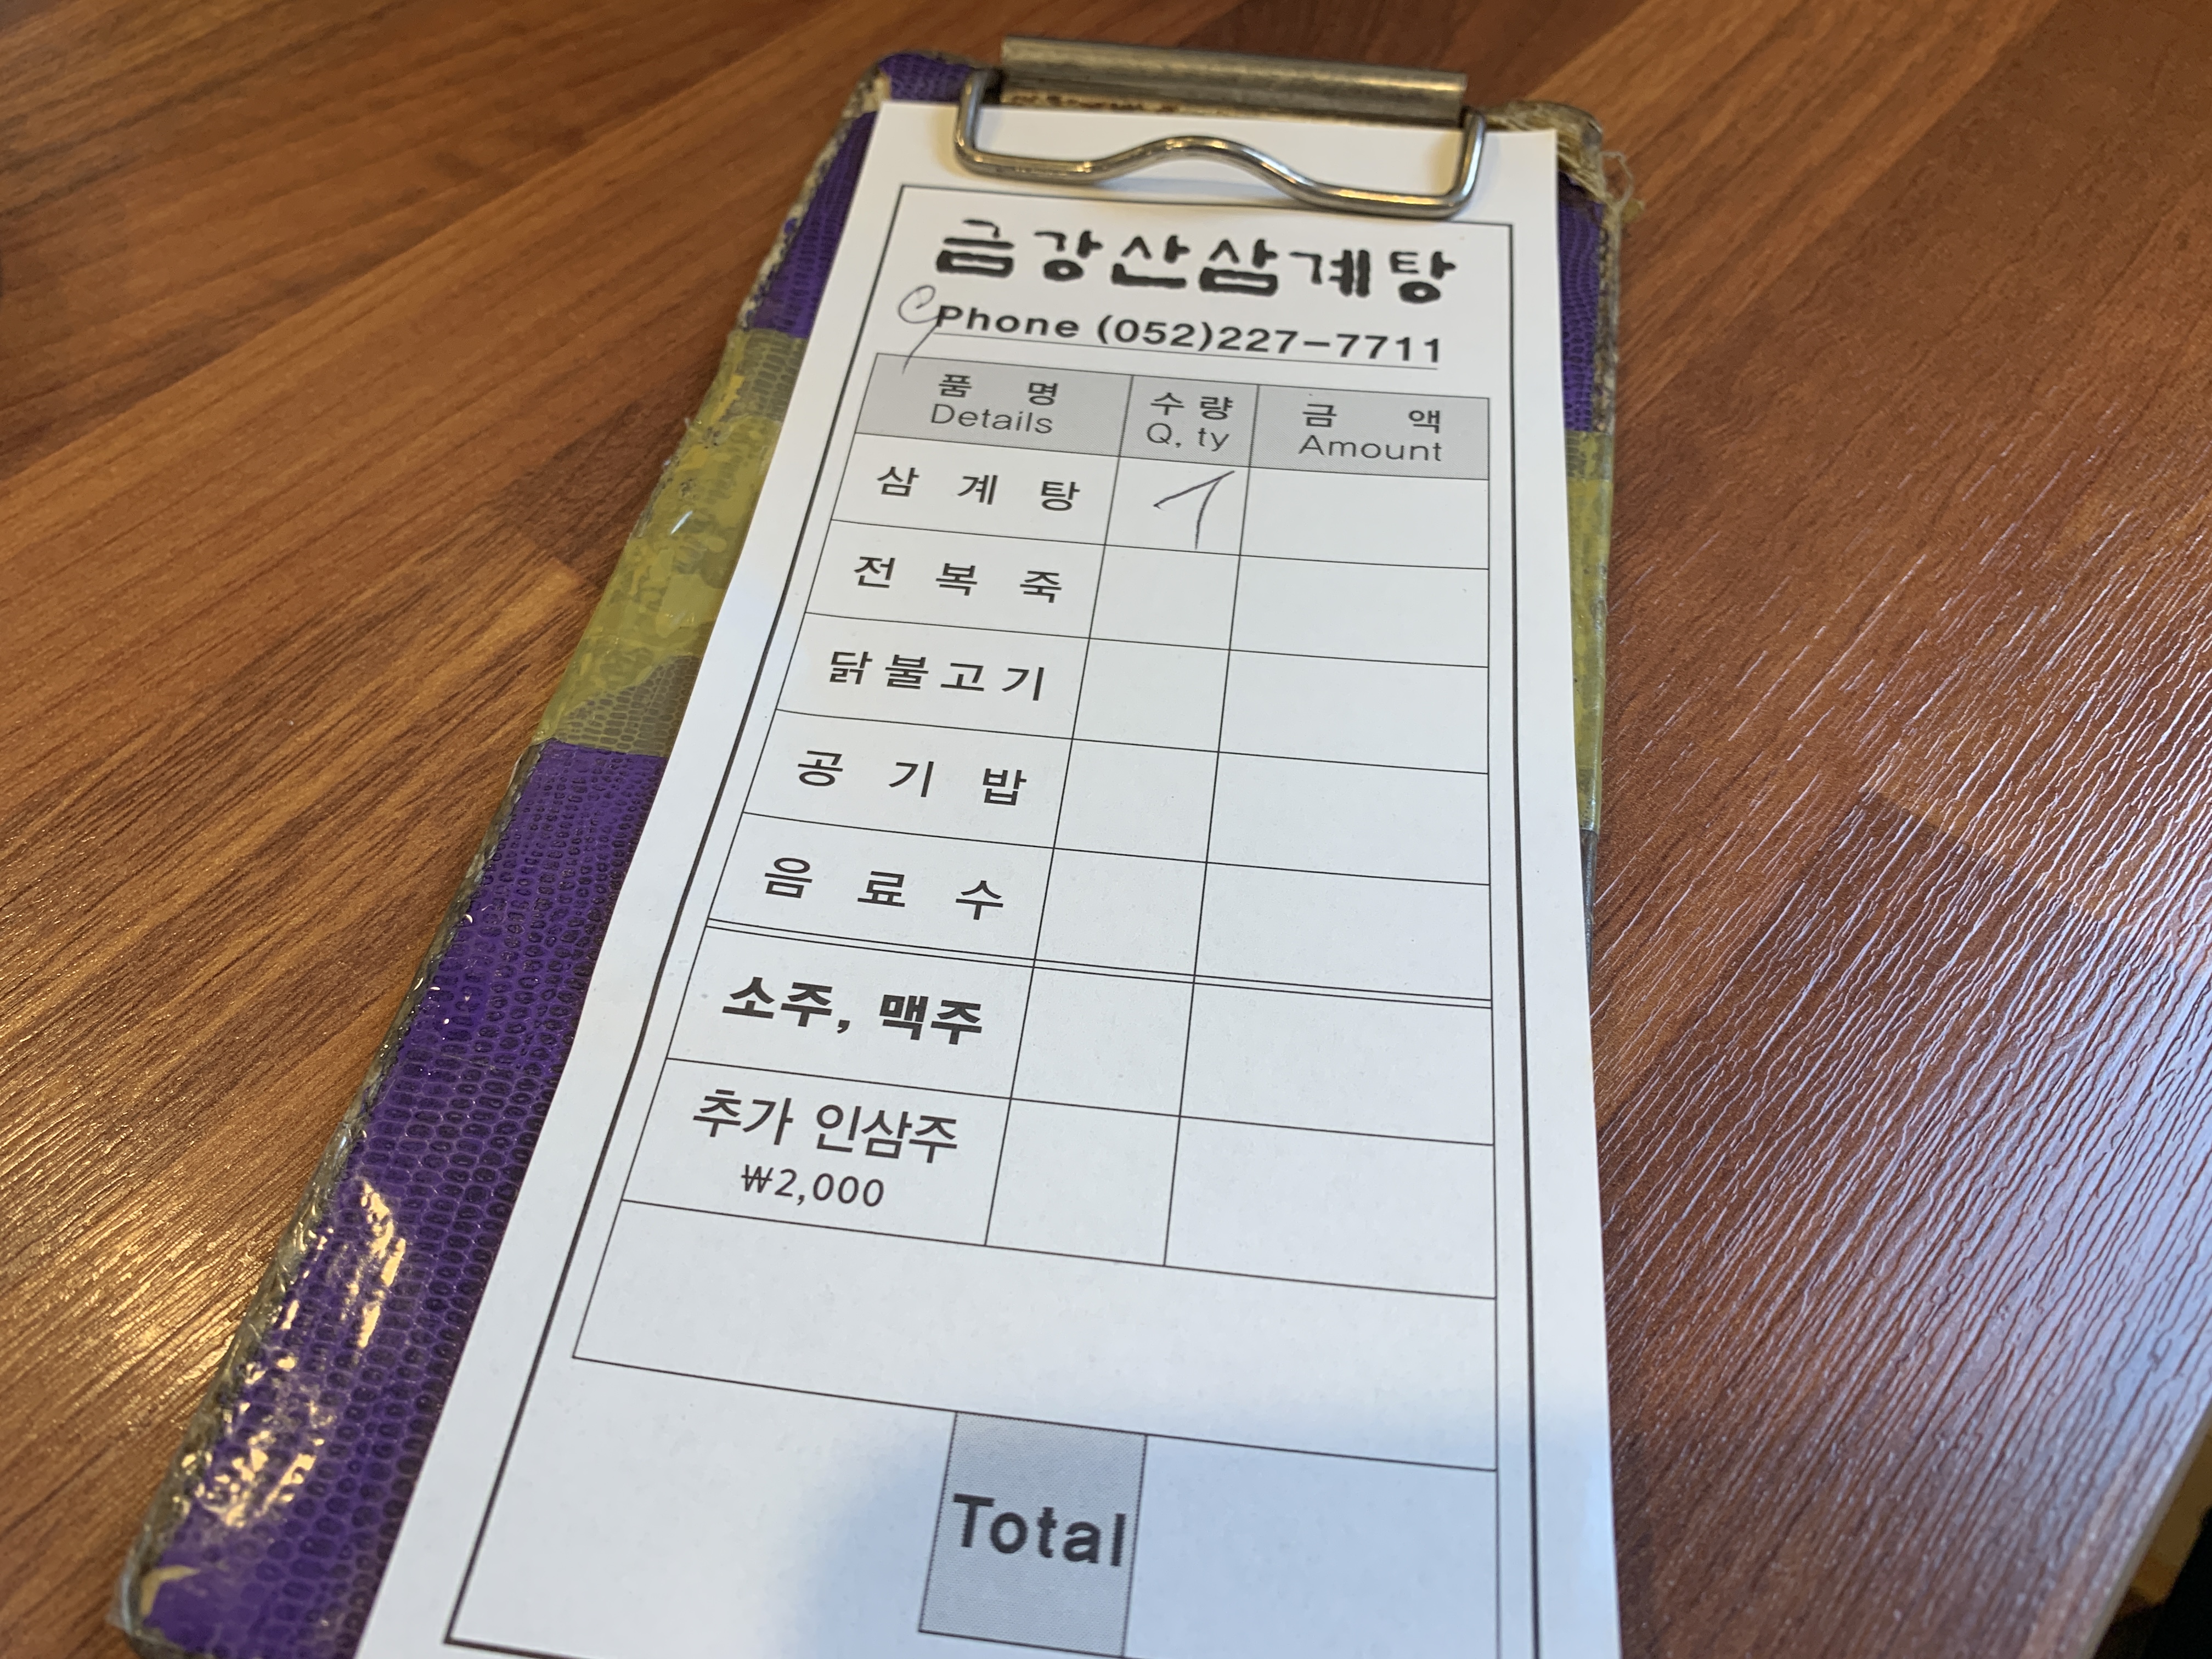 금강산삼계탕
9
Phone (052)227-7711
품 명 수 량 금 액
Details Q, ty Amount
삼 계 탕 1
전 복 죽
닭 불 고 기
공 기 밥
음 료 수
소주, 맥주
추가 인삼주
₩2,000
Total